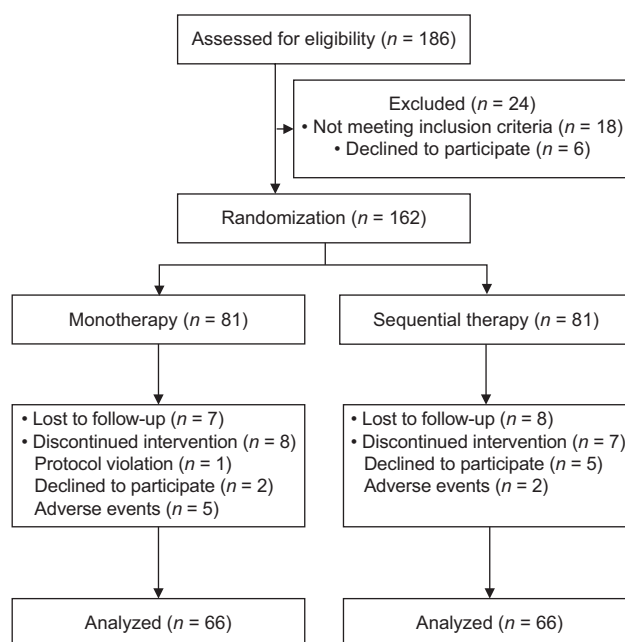 Assessed for eligibility (n = 186)
Excluded (n = 24)
• Not meeting inclusion criteria (n = 18)
• Declined to participate (n = 6)
Randomization (n = 162)
Monotherapy (n = 81)
Sequential therapy (n = 81)
• Lost to follow-up (n = 7)
• Discontinued intervention (n = 8)
Protocol violation (n = 1)
Declined to participate (n = 2)
Adverse events (n = 5)
• Lost to follow-up (n = 8)
• Discontinued intervention (n = 7)
Declined to participate (n = 5)
Adverse events (n = 2)
Analyzed (n = 66)
Analyzed (n = 66)